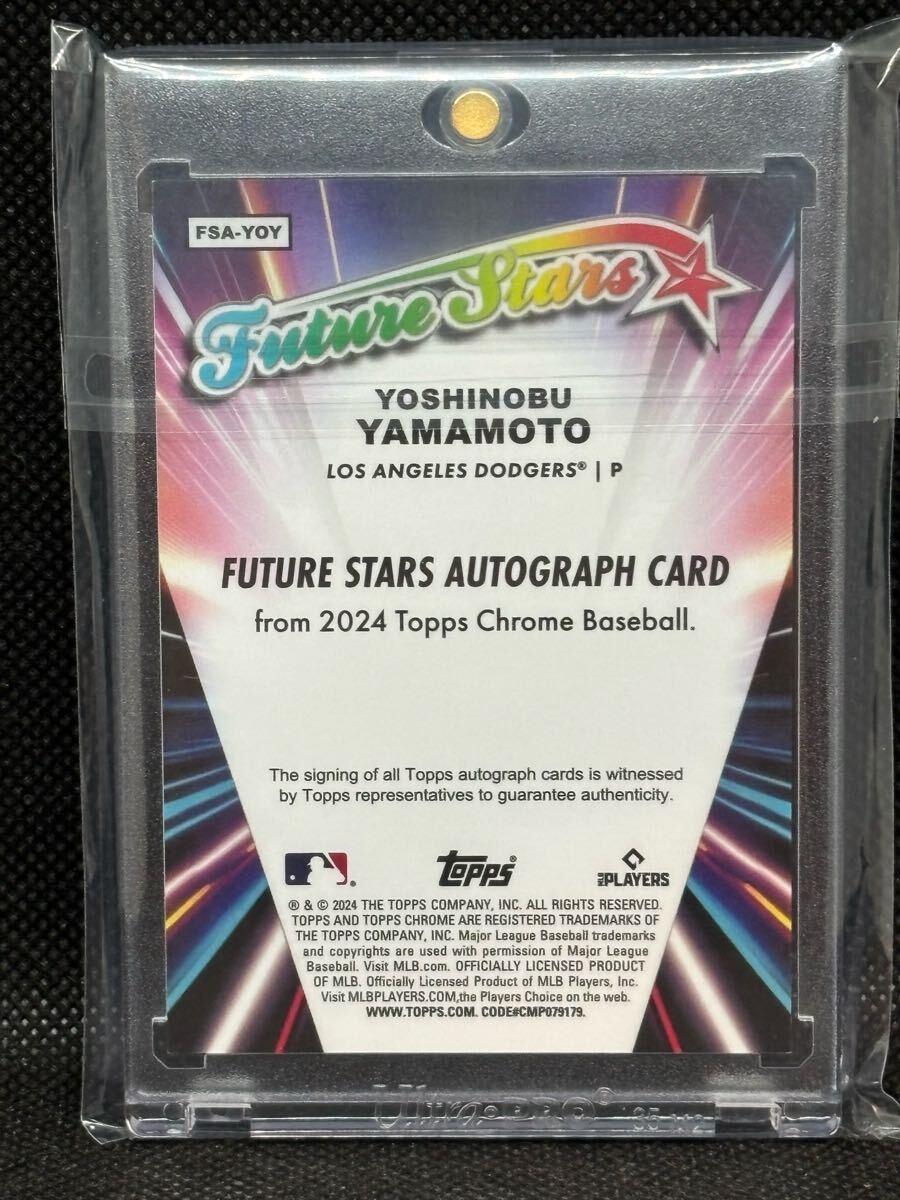 FSA-YOY
Future Stars
YOSHINOBU
YAMAMOTO
LOS ANGELES DODGERS® | P
FUTURE STARS AUTOGRAPH CARD
from 2024 Topps Chrome Baseball.
The signing of all Topps autograph cards is witnessed
by Topps representatives to guarantee authenticity.
topps®
PLAYERS
® & © 2024 THE TOPPS COMPANY, INC. ALL RIGHTS RESERVED.
TOPPS AND TOPPS CHROME ARE REGISTERED TRADEMARKS OF
THE TOPPS COMPANY, INC. Major League Baseball trademarks
and copyrights are used with permission of Major League
Baseball. Visit MLB.com. OFFICIALLY LICENSED PRODUCT
OF MLB. Officially Licensed Product of MLB Players, Inc.
Visit MLBPLAYERS.COM,the Players Choice on the web.
WWW.TOPPS.COM. CODE#CMP079179.
Ultra·PRO®